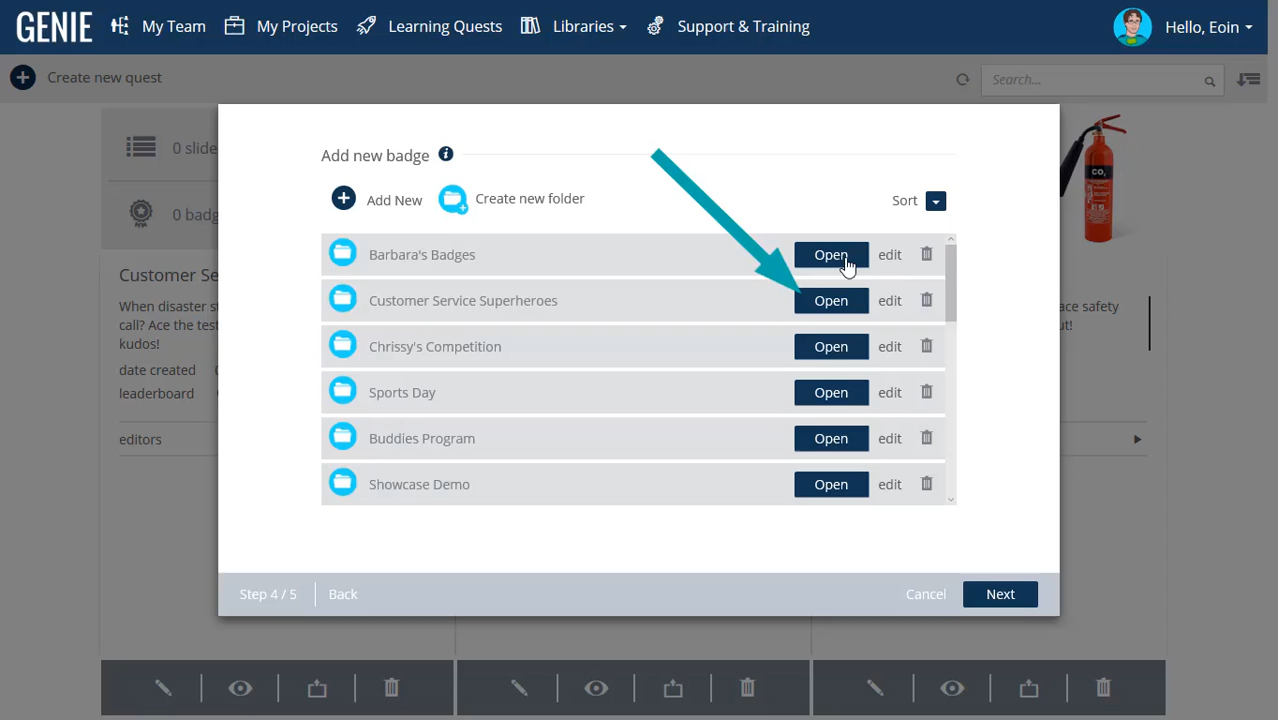 GENIE My Team My Projects Learning Quests Libraries Support & Training Hello, Eoin
Create new quest Search...
Add new badge
Add New Create new folder Sort
Barbara's Badges Open edit
Customer Service Superheroes Open edit
Chrissy's Competition Open edit
Sports Day Open edit
Buddies Program Open edit
Showcase Demo Open edit
Step 4 / 5 Back Cancel Next
0 slide
0 badg
Customer Se
When disaster st
call? Ace the test
kudos!
date created
leaderboard
editors
ace safety
CO₂